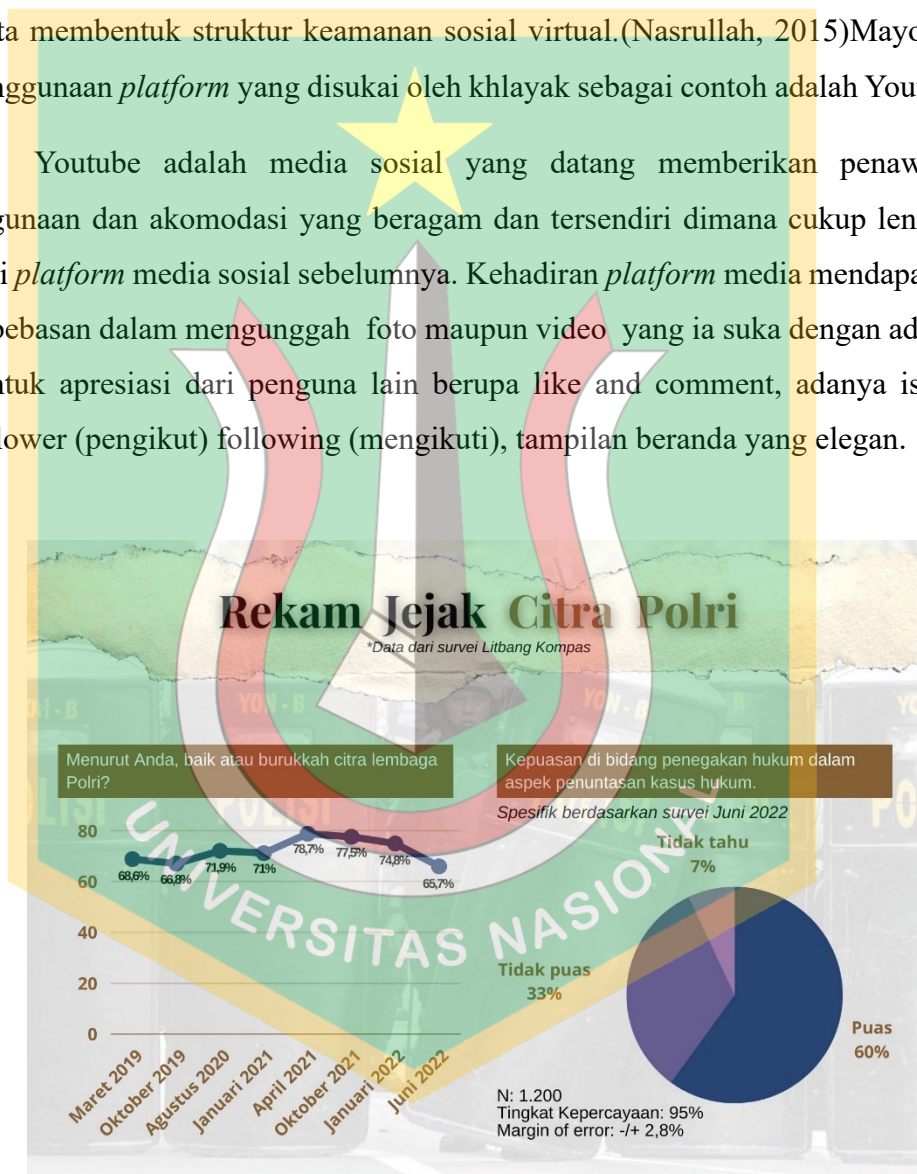 ta membentuk struktur keamanan sosial virtual.(Nasrullah, 2015)Mayo
nggunaan platform yang disukai oleh khlayak sebagai contoh adalah You
Youtube adalah media sosial yang datang memberikan penaw
gunaan dan akomodasi yang beragam dan tersendiri dimana cukup len
i platform media sosial sebelumnya. Kehadiran platform media mendapa
bebasan dalam mengunggah foto maupun video yang ia suka dengan ad
ntuk apresiasi dari penguna lain berupa like and comment, adanya is
lower (pengikut) following (mengikuti), tampilan beranda yang elegan.
Rekam Jejak Citra Polri
*Data dari survei Litbang Kompas
YON-B
YON-B
YO
POLISI
POLISI
PO
Menurut Anda, baik atau burukkah citra lembaga
Polri?
80
60
40
20
0
68,6%
66,8%
71,9%
71%
78,7%
77,5%
74,8%
65,7%
Maret 2019
Oktober 2019
Agustus 2020
Januari 2021
April 2021
Oktober 2021
Januari 2022
Juni 2022
Kepuasan di bidang penegakan hukum dalam
aspek penuntasan kasus hukum.
Spesifik berdasarkan survei Juni 2022
Tidak tahu
7%
Tidak puas
33%
Puas
60%
N: 1.200
Tingkat Kepercayaan: 95%
Margin of error: -/+ 2,8%
UNIVERSITAS NASIONAL